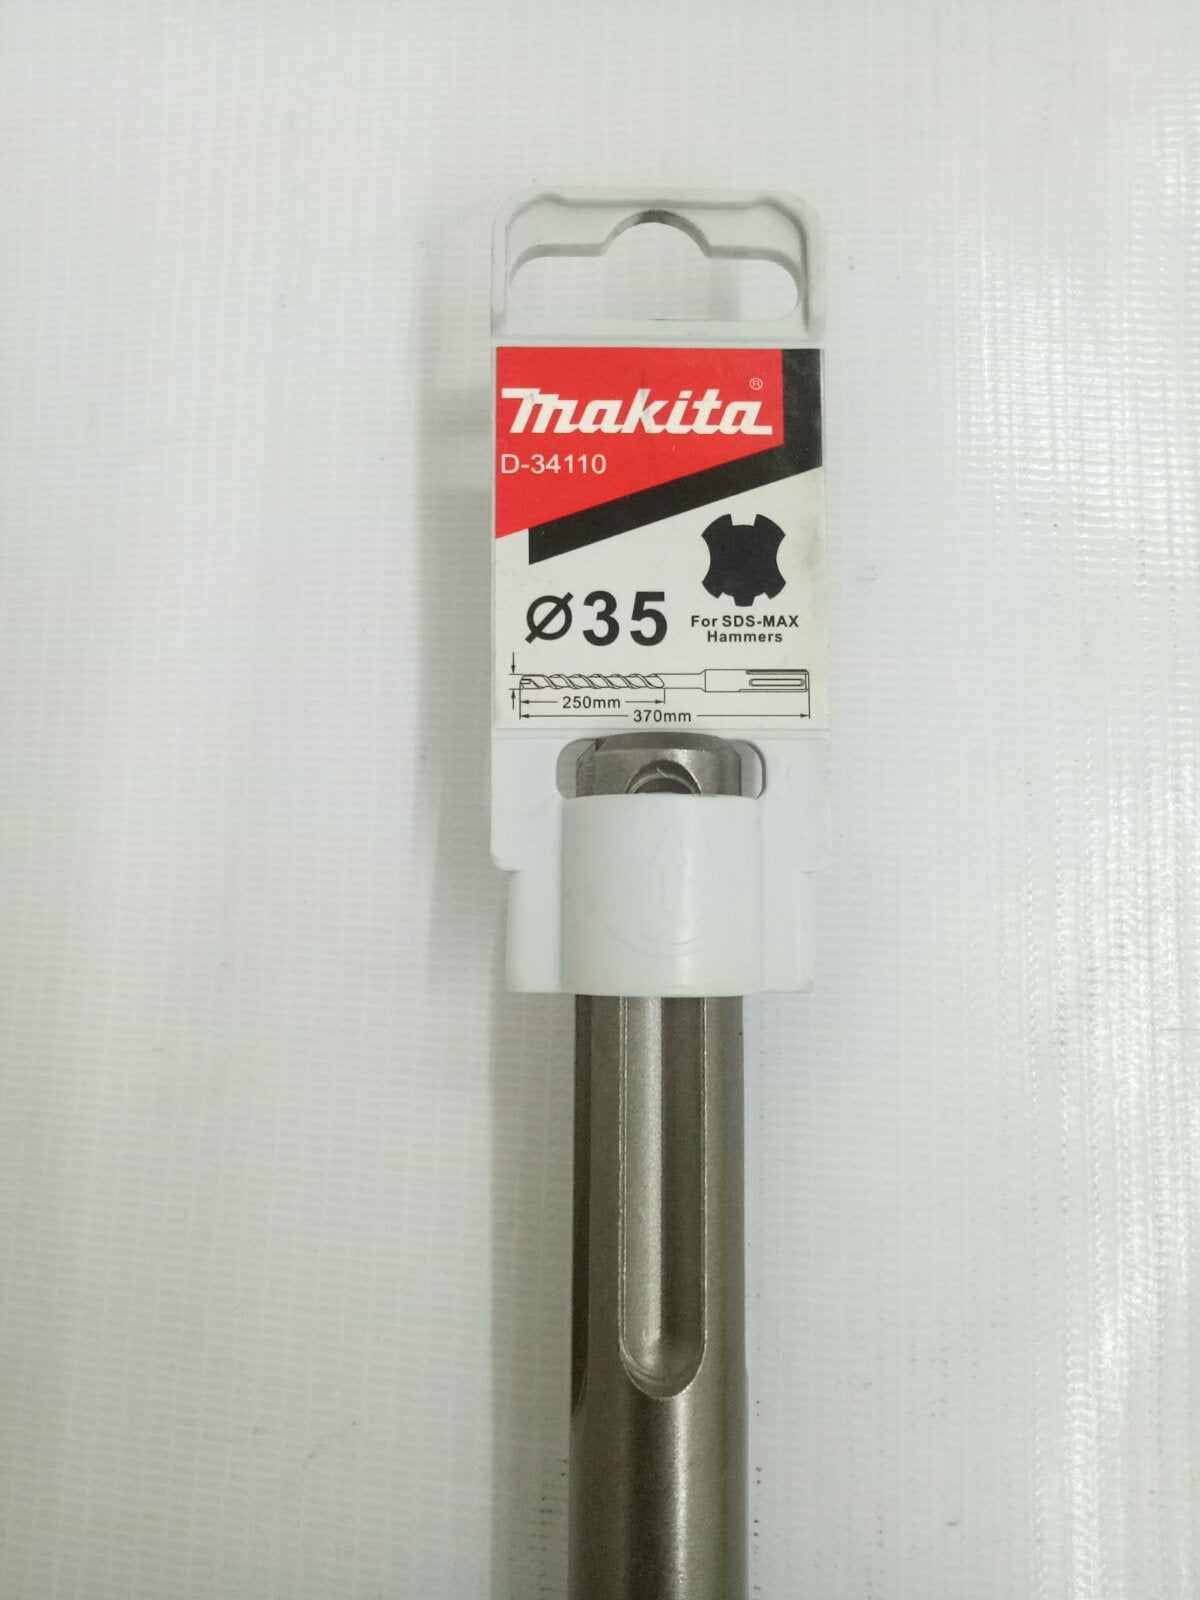 makita®
D-34110
Ø35
For SDS-MAX
Hammers
250mm
370mm